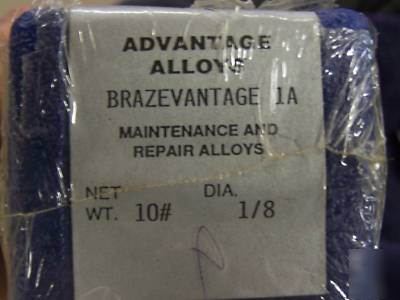 ADVANTAGE
ALLOYS
BRAZEVANTAGE 1A
MAINTENANCE AND
REPAIR ALLOYS
NET DIA.
WT. 10# 1/8